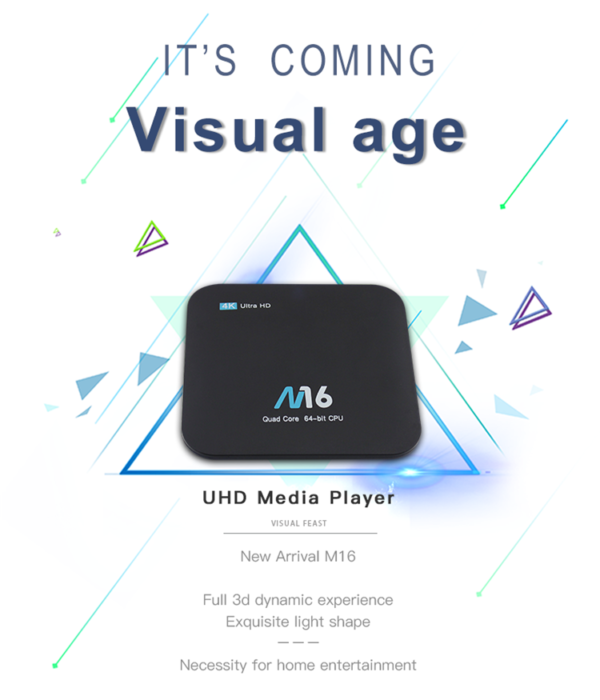 IT'S COMING
Visual age
4K Ultra HD
M16
Quad Core 64-bit CPU
UHD Media Player
VISUAL FEAST
New Arrival M16
Full 3d dynamic experience
Exquisite light shape
Necessity for home entertainment